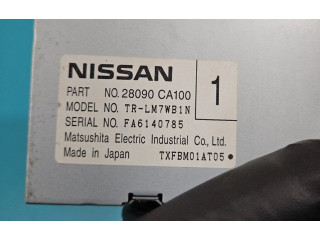 NISSAN
PART NO. 28090 CA100
1
MODEL NO. TR-LM7WB1N
SERIAL NO. FA6140785
Matsushita Electric Industrial Co., Ltd.
Made in Japan TXFBM01AT05